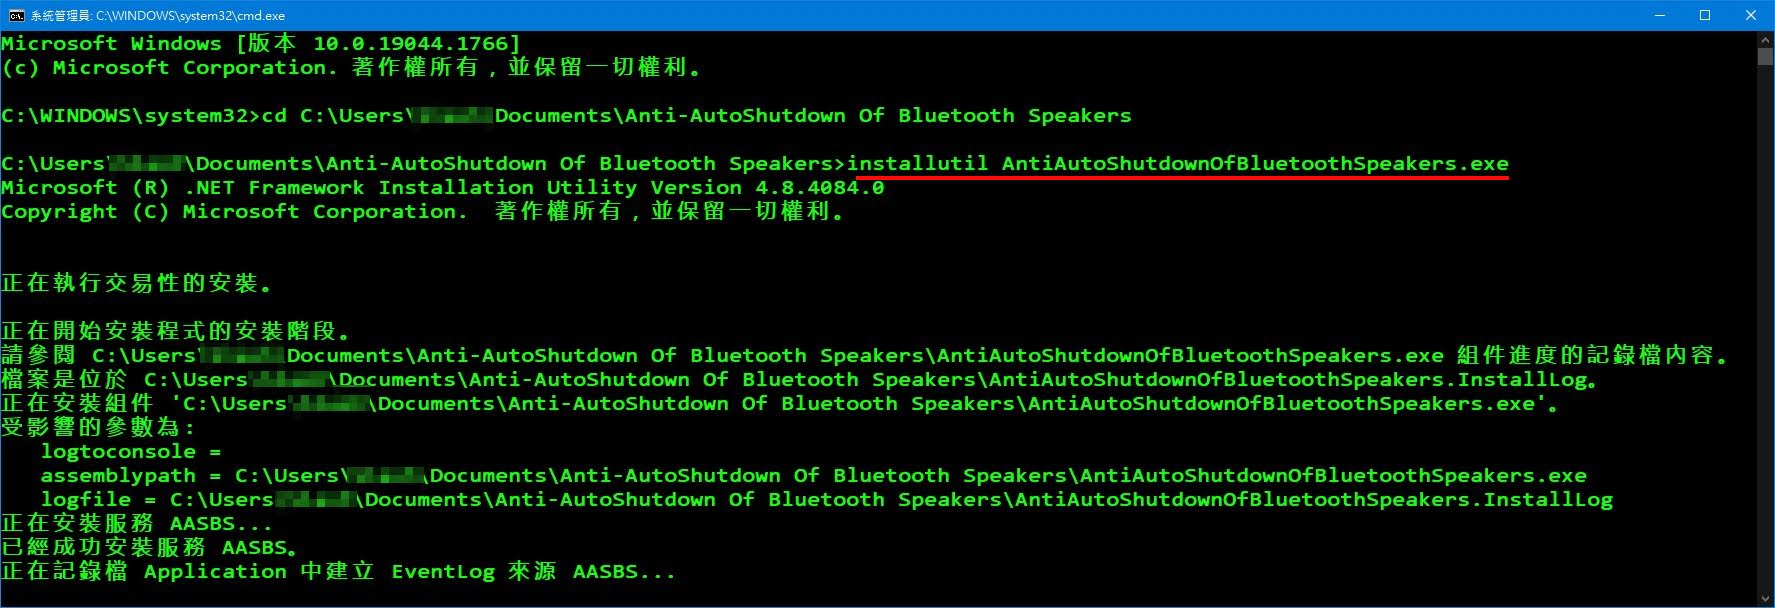 系統管理員: C:\WINDOWS\system32\cmd.exe
Microsoft Windows [版本 10.0.19044.1766]
(c) Microsoft Corporation. 著作權所有，並保留一切權利。
C:\WINDOWS\system32>cd C:\Users\ Documents\Anti-AutoShutdown Of Bluetooth Speakers
C:\Users \Documents\Anti-AutoShutdown Of Bluetooth Speakers>installutil AntiAutoShutdownOfBluetoothSpeakers.exe
Microsoft (R) .NET Framework Installation Utility Version 4.8.4084.0
Copyright (C) Microsoft Corporation.  著作權所有，並保留一切權利。
正在執行交易性的安裝。
正在開始安裝程式的安裝階段。
請參閱 C:\Users\ Documents\Anti-AutoShutdown Of Bluetooth Speakers\AntiAutoShutdownOfBluetoothSpeakers.exe 組件進度的記錄檔內容。
檔案是位於 C:\Users \Documents\Anti-AutoShutdown Of Bluetooth Speakers\AntiAutoShutdownOfBluetoothSpeakers.InstallLog。
正在安裝組件 'C:\Users \Documents\Anti-AutoShutdown Of Bluetooth Speakers\AntiAutoShutdownOfBluetoothSpeakers.exe'。
受影響的參數為:
logtoconsole =
assemblypath = C:\Users\ \Documents\Anti-AutoShutdown Of Bluetooth Speakers\AntiAutoShutdownOfBluetoothSpeakers.exe
logfile = C:\Users \Documents\Anti-AutoShutdown Of Bluetooth Speakers\AntiAutoShutdownOfBluetoothSpeakers.InstallLog
正在安裝服務 AASBS...
已經成功安裝服務 AASBS。
正在記錄檔 Application 中建立 EventLog 來源 AASBS...